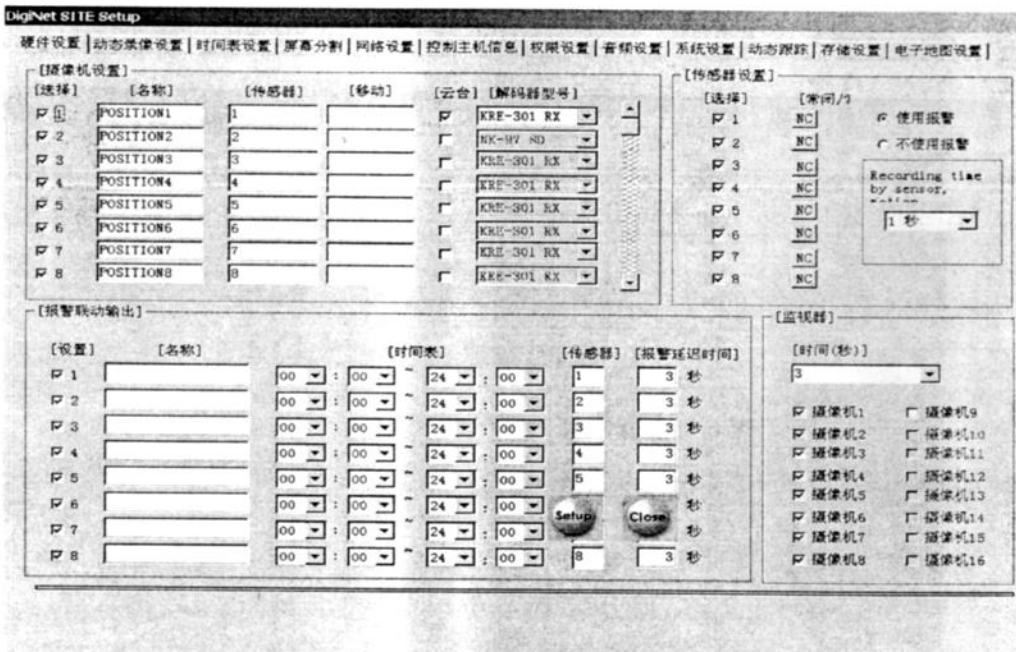 DigiNet SITE Setup
硬件设置 | 动态录像设置 | 时间表设置 | 屏幕分割 | 网络设置 | 控制主机信息 | 权限设置 | 音频设置 | 系统设置 | 动态跟踪 | 存储设置 | 电子地图设置 |
[摄像机设置]
[选择] [名称] [传感器] [移动] [云台] [解码器型号]
1 POSITION1 1 KRE-301 RX
2 POSITION2 2 NK-97 SD
3 POSITION3 3 KRE-301 RX
4 POSITION4 4 KRE-301 RX
5 POSITION5 5 KRE-301 RX
6 POSITION6 6 KRE-301 RX
7 POSITION7 7 KRE-301 RX
8 POSITION8 8 KRE-301 RX
[传感器设置]
[选择] [常闭/?
1 NC
2 NC
3 NC
4 NC
5 NC
6 NC
7 NC
8 NC
使用报警
不使用报警
Recording time
by sensor,
1 秒
[报警联动输出]
[设置] [名称] [时间表] [传感器] [报警延迟时间]
1 00 : 00 ~ 24 : 00 1 3 秒
2 00 : 00 ~ 24 : 00 2 3 秒
3 00 : 00 ~ 24 : 00 3 3 秒
4 00 : 00 ~ 24 : 00 4 3 秒
5 00 : 00 ~ 24 : 00 5 3 秒
6 00 : 00 ~ 24 : 00 秒
Setup Close
7 00 : 00 ~ 24 : 00 秒
8 00 : 00 ~ 24 : 00 8 3 秒
[监视器]
[时间(秒)]
3
摄像机1 摄像机9
摄像机2 摄像机10
摄像机3 摄像机11
摄像机4 摄像机12
摄像机5 摄像机13
摄像机6 摄像机14
摄像机7 摄像机15
摄像机8 摄像机16